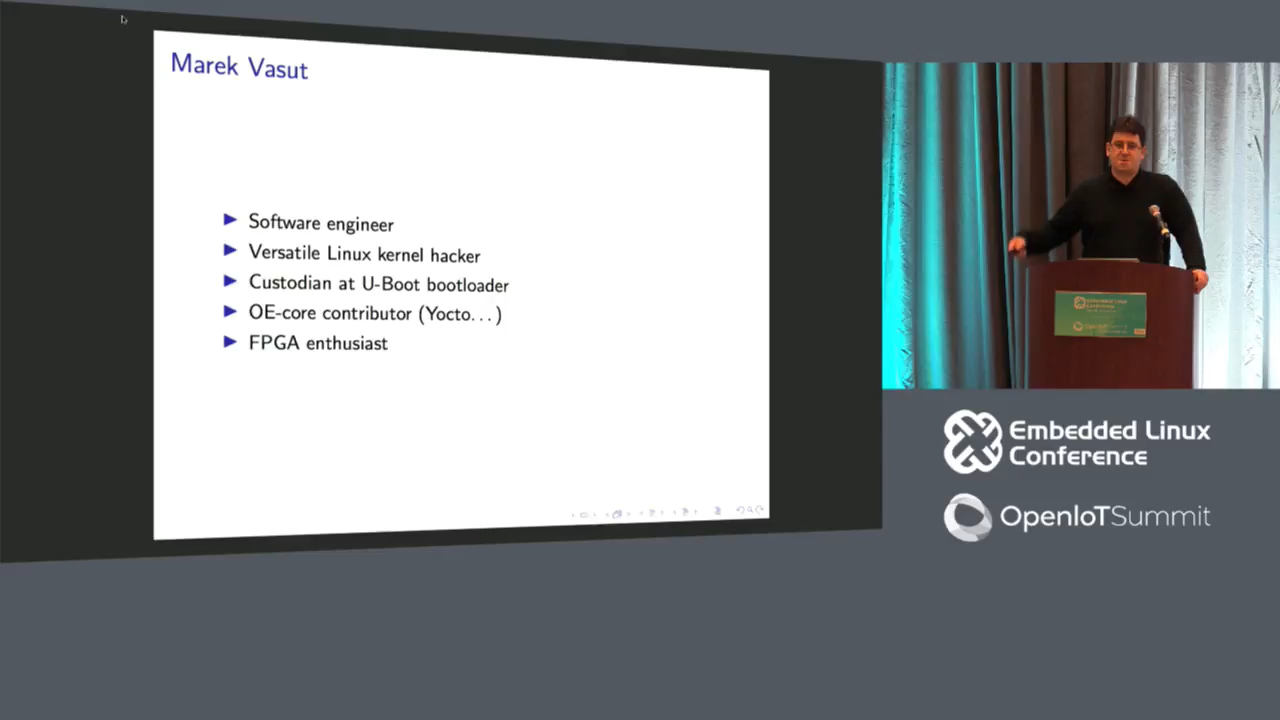 Marek Vasut
Software engineer
Versatile Linux kernel hacker
Custodian at U-Boot bootloader
OE-core contributor (Yocto...)
FPGA enthusiast
Embedded Linux
Conference
OpenIoTSummit